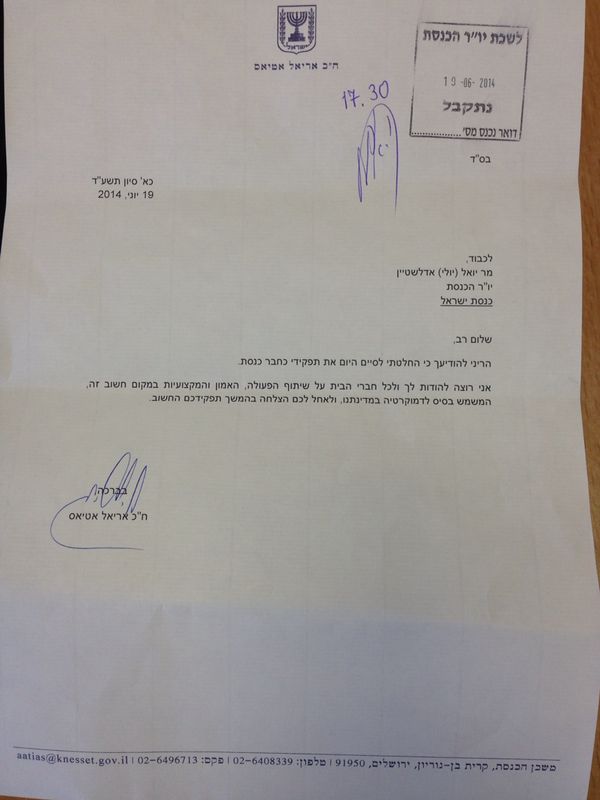 ישראל
ח"כ אריאל אטיאס
לשכת יו"ר הכנסת
19 -06- 2014
נתקבל
דואר נכנס מס'
17.30
בס"ד
כא' סיון תשע"ד
19 יוני, 2014
לכבוד,
מר יואל (יולי) אדלשטיין
יו"ר הכנסת
כנסת ישראל
שלום רב,
הריני להודיעך כי החלטתי לסיים היום את תפקידי כחבר כנסת.
אני רוצה להודות לך ולכל חברי הבית על שיתוף הפעולה, האמון והמקצועיות במקום חשוב זה,
המשמש בסיס לדמוקרטיה במדינתנו, ולאחל לכם הצלחה בהמשך תפקידכם החשוב.
בברכה,
ח"כ אריאל אטיאס
משכן הכנסת, קרית בן-גוריון, ירושלים, 91950 | טלפון: 02-6408339 | פקס: 02-6496713 | aatias@knesset.gov.il